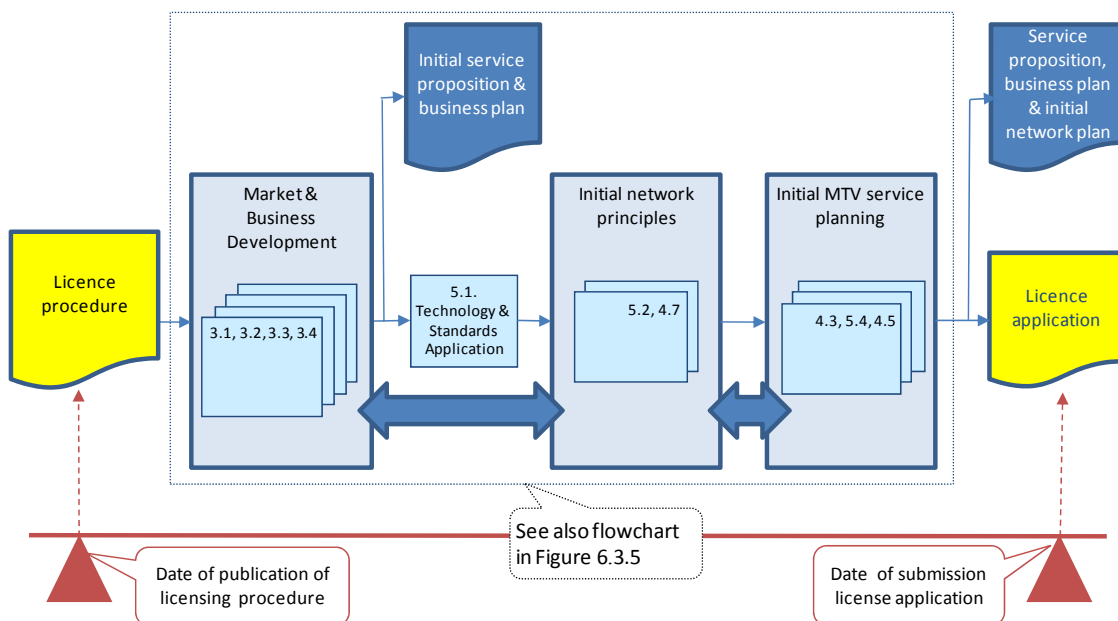 Initial service
proposition &
business plan
Service
proposition,
business plan
& initial
network plan
Market &
Business
Development
Initial network
principles
Initial MTV service
planning
Licence
procedure
3.1, 3.2, 3.3, 3.4
5.1.
Technology &
Standards
Application
5.2, 4.7
4.3, 5.4, 4.5
Licence
application
See also flowchart
in Figure 6.3.5
Date of publication of
licensing procedure
Date of submission
license application